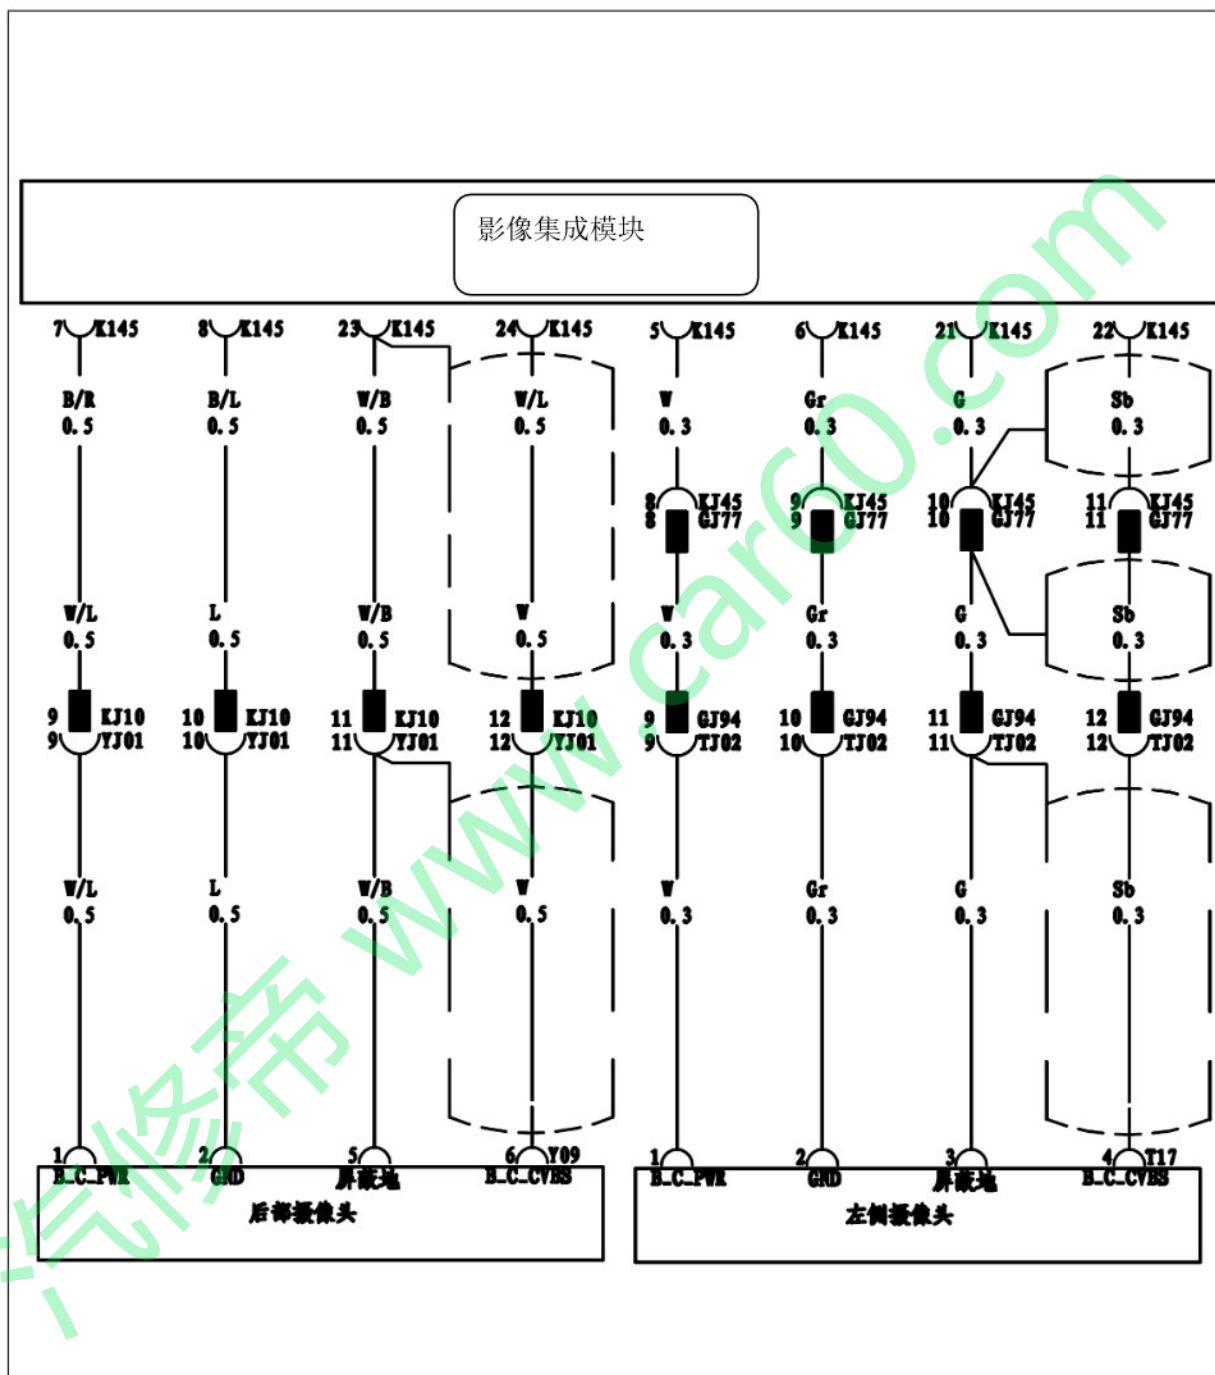 影像集成模块
7 K145 8 K145 23 K145 24 K145 5 K145 6 K145 21 K145 22 K145
B/R B/L W/B W/L W Gr G Sb
0.5 0.5 0.5 0.5 0.3 0.3 0.3 0.3
8 KJ45 9 KJ45 10 KJ45 11 KJ45
8 GJ77 9 GJ77 10 GJ77 11 GJ77
W/L L W/B W W Gr G Sb
0.5 0.5 0.5 0.5 0.3 0.3 0.3 0.3
9 KJ10 10 KJ10 11 KJ10 12 KJ10 9 GJ94 10 GJ94 11 GJ94 12 GJ94
9 YJ01 10 YJ01 11 YJ01 12 YJ01 9 TJ02 10 TJ02 11 TJ02 12 TJ02
W/L L W/B W W Gr G Sb
0.5 0.5 0.5 0.5 0.3 0.3 0.3 0.3
1 2 5 6 Y09 1 2 3 4 T17
B_C_PWR GND 屏蔽地 B_C_CVBS B_C_PWR GND 屏蔽地 B_C_CVBS
后部摄像头 左侧摄像头
汽修帝 www.car60.com